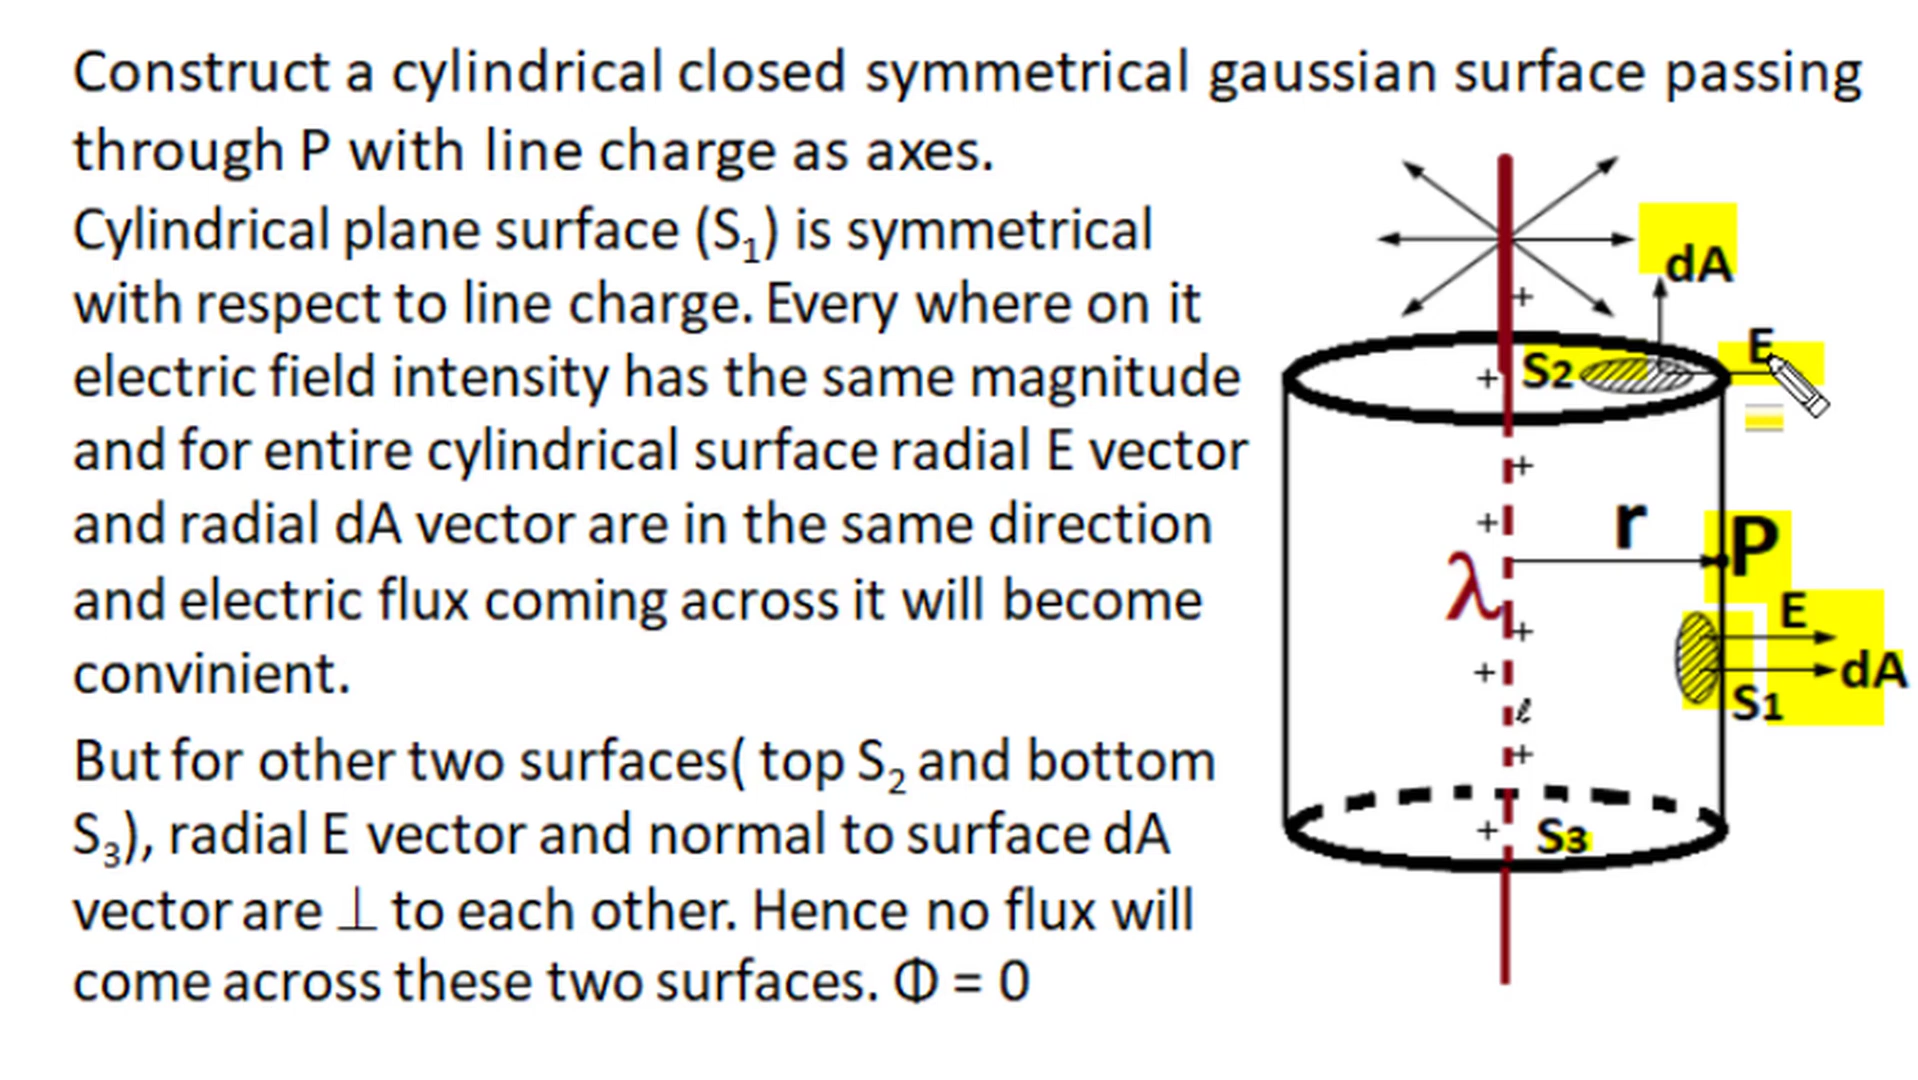 Construct a cylindrical closed symmetrical gaussian surface passing
through P with line charge as axes.
Cylindrical plane surface (S₁) is symmetrical
with respect to line charge. Every where on it
electric field intensity has the same magnitude
and for entire cylindrical surface radial E vector
and radial dA vector are in the same direction
and electric flux coming across it will become
convinient.
But for other two surfaces( top S₂ and bottom
S₃), radial E vector and normal to surface dA
vector are ⊥ to each other. Hence no flux will
come across these two surfaces. Φ = 0
dA
+
E
+ S2
+
+
r
P
λ
E
+
+
dA
S1
ℓ
+
+ S3